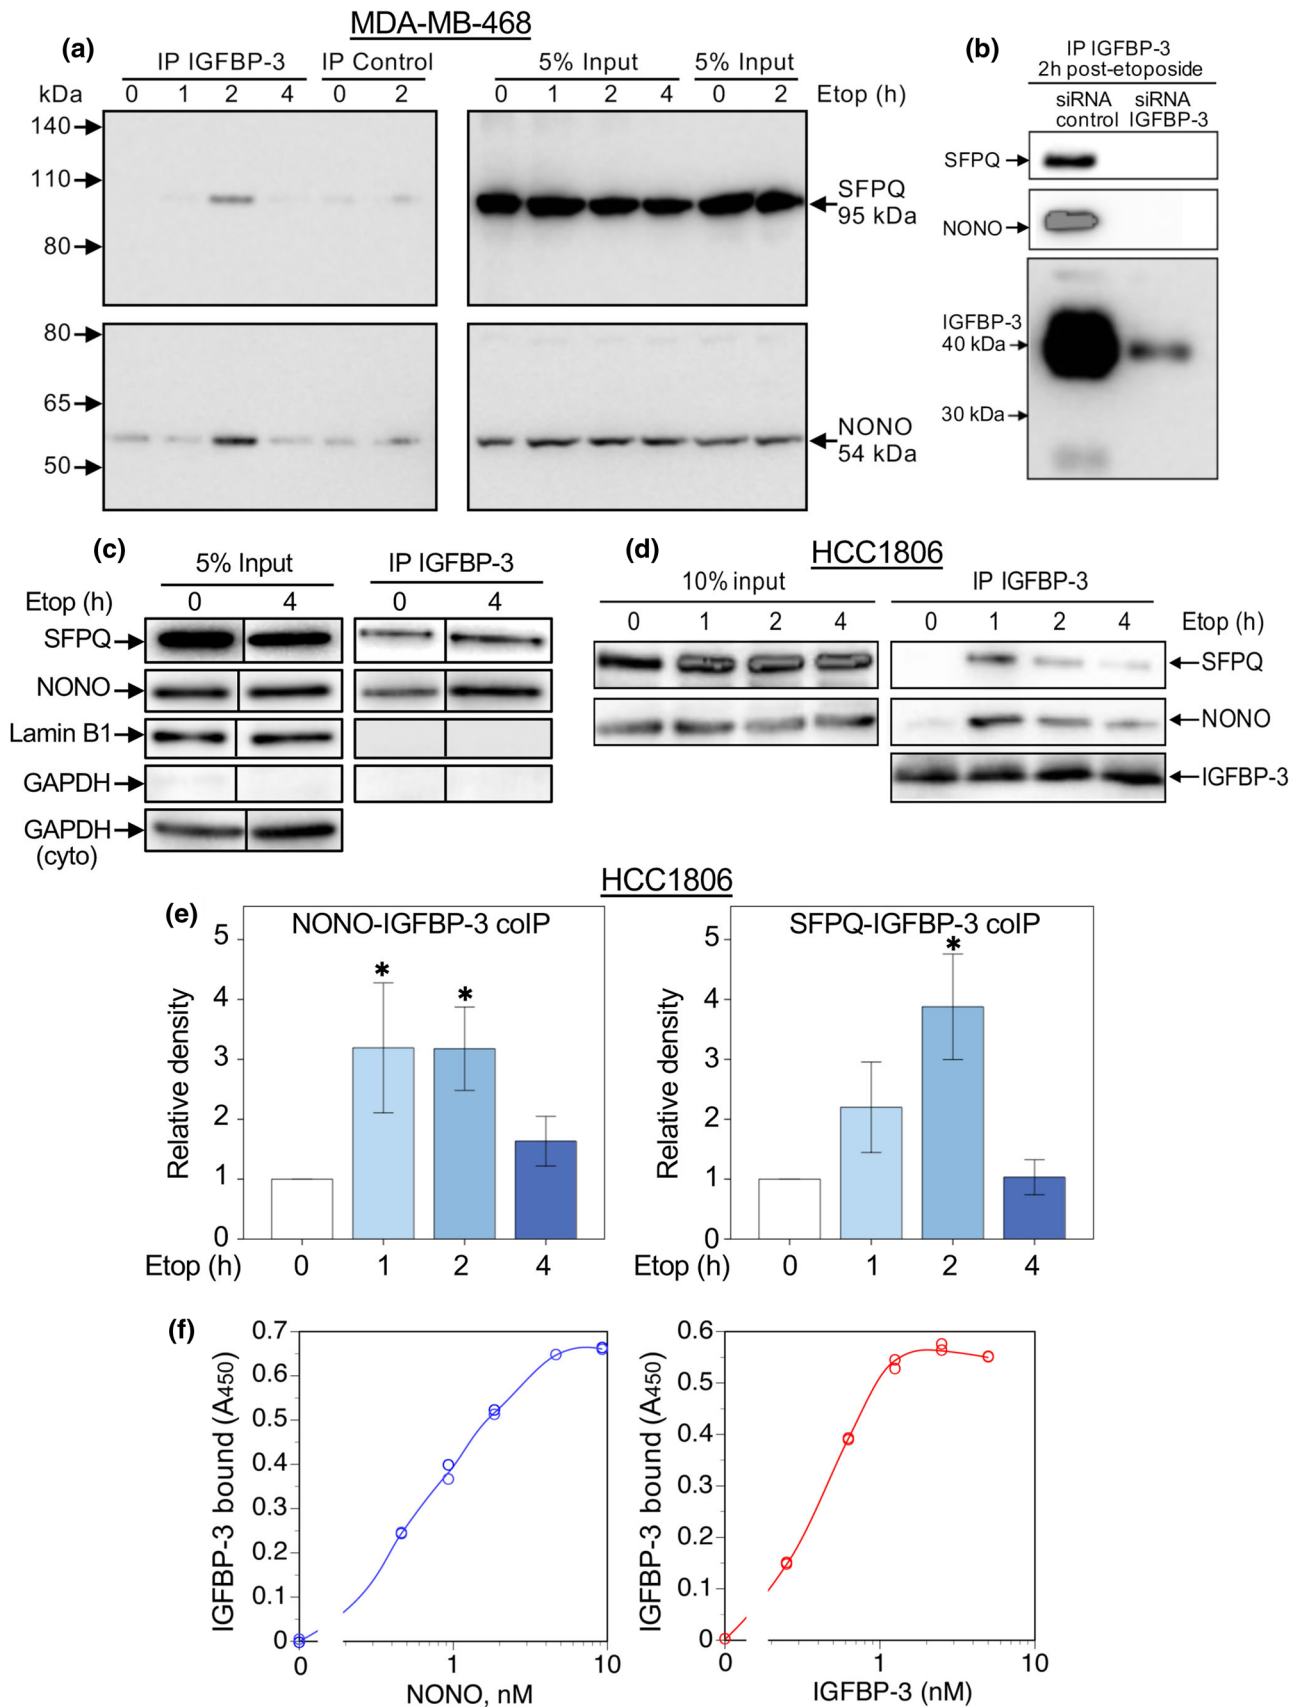 MDA-MB-468
(a)
IP IGFBP-3 IP Control 5% Input 5% Input
kDa 0 1 2 4 0 2 0 1 2 4 0 2 Etop (h)
140
110
80
SFPQ
95 kDa
80
65
50
NONO
54 kDa
(b)
IP IGFBP-3
2h post-etoposide
siRNA siRNA
control IGFBP-3
SFPQ
NONO
IGFBP-3
40 kDa
30 kDa
(c)
5% Input IP IGFBP-3
Etop (h) 0 4 0 4
SFPQ
NONO
Lamin B1
GAPDH
GAPDH
(cyto)
(d)
HCC1806
10% input IP IGFBP-3
0 1 2 4 0 1 2 4 Etop (h)
SFPQ
NONO
IGFBP-3
HCC1806
(e)
NONO-IGFBP-3 coIP
Relative density
5
4
3
2
1
0
* *
Etop (h) 0 1 2 4
SFPQ-IGFBP-3 coIP
Relative density
5
4
3
2
1
0
*
Etop (h) 0 1 2 4
(f)
IGFBP-3 bound (A450)
0.7
0.6
0.5
0.4
0.3
0.2
0.1
0
0 1 10
NONO, nM
IGFBP-3 bound (A450)
0.6
0.5
0.4
0.3
0.2
0.1
0
0 1 10
IGFBP-3 (nM)